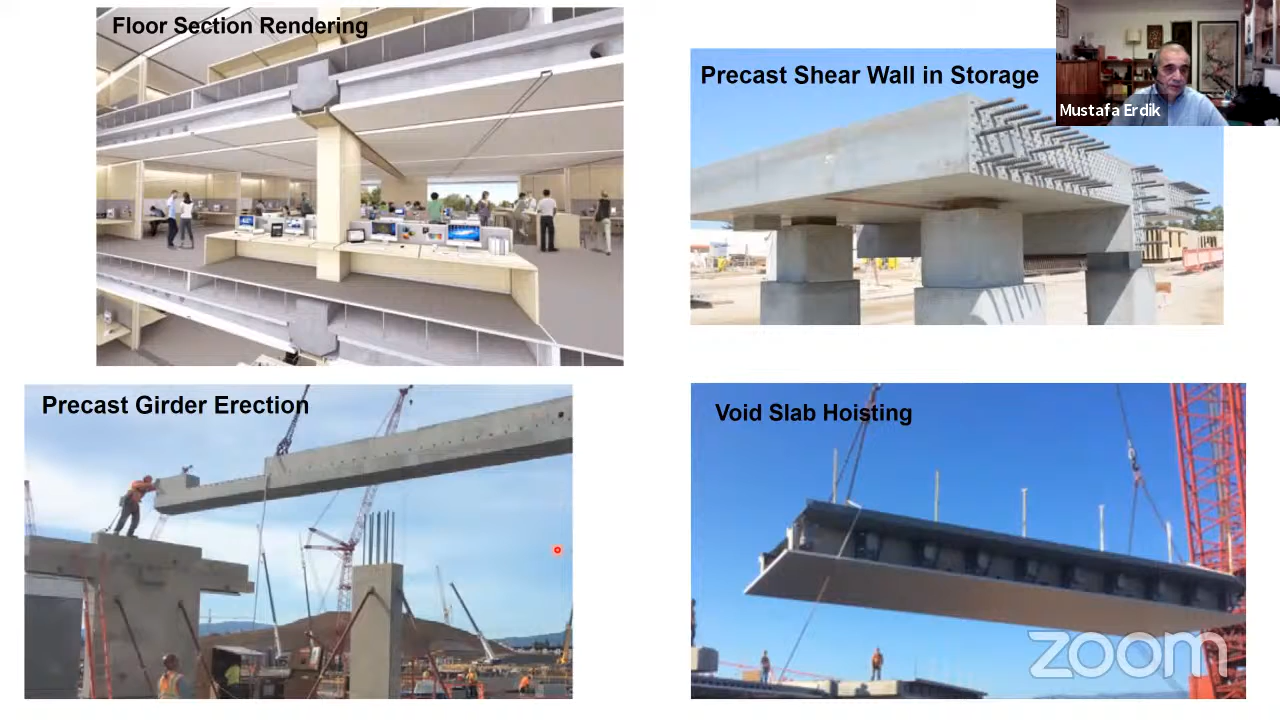 Floor Section Rendering
Precast Shear Wall in Storage
Mustafa Erdik
Precast Girder Erection
Void Slab Hoisting
zoom